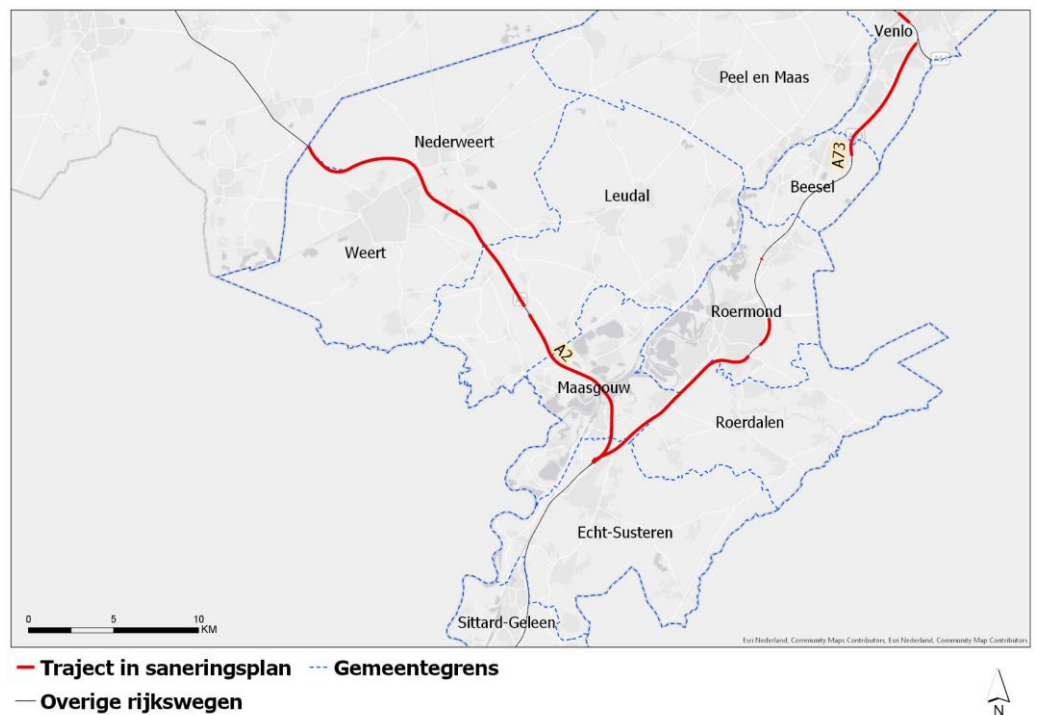 Venlo
Peel en Maas
Nederweert
A73
Beesel
Leudal
Weert
Roermond
A2
Maasgouw
Roerdalen
Echt-Susteren
Sittard-Geleen
0 5 10
KM
Esri Nederland, Community Maps Contributors, Esri Nederland, Community Map Contributors
Traject in saneringsplan Gemeentegrens
Overige rijkswegen
N